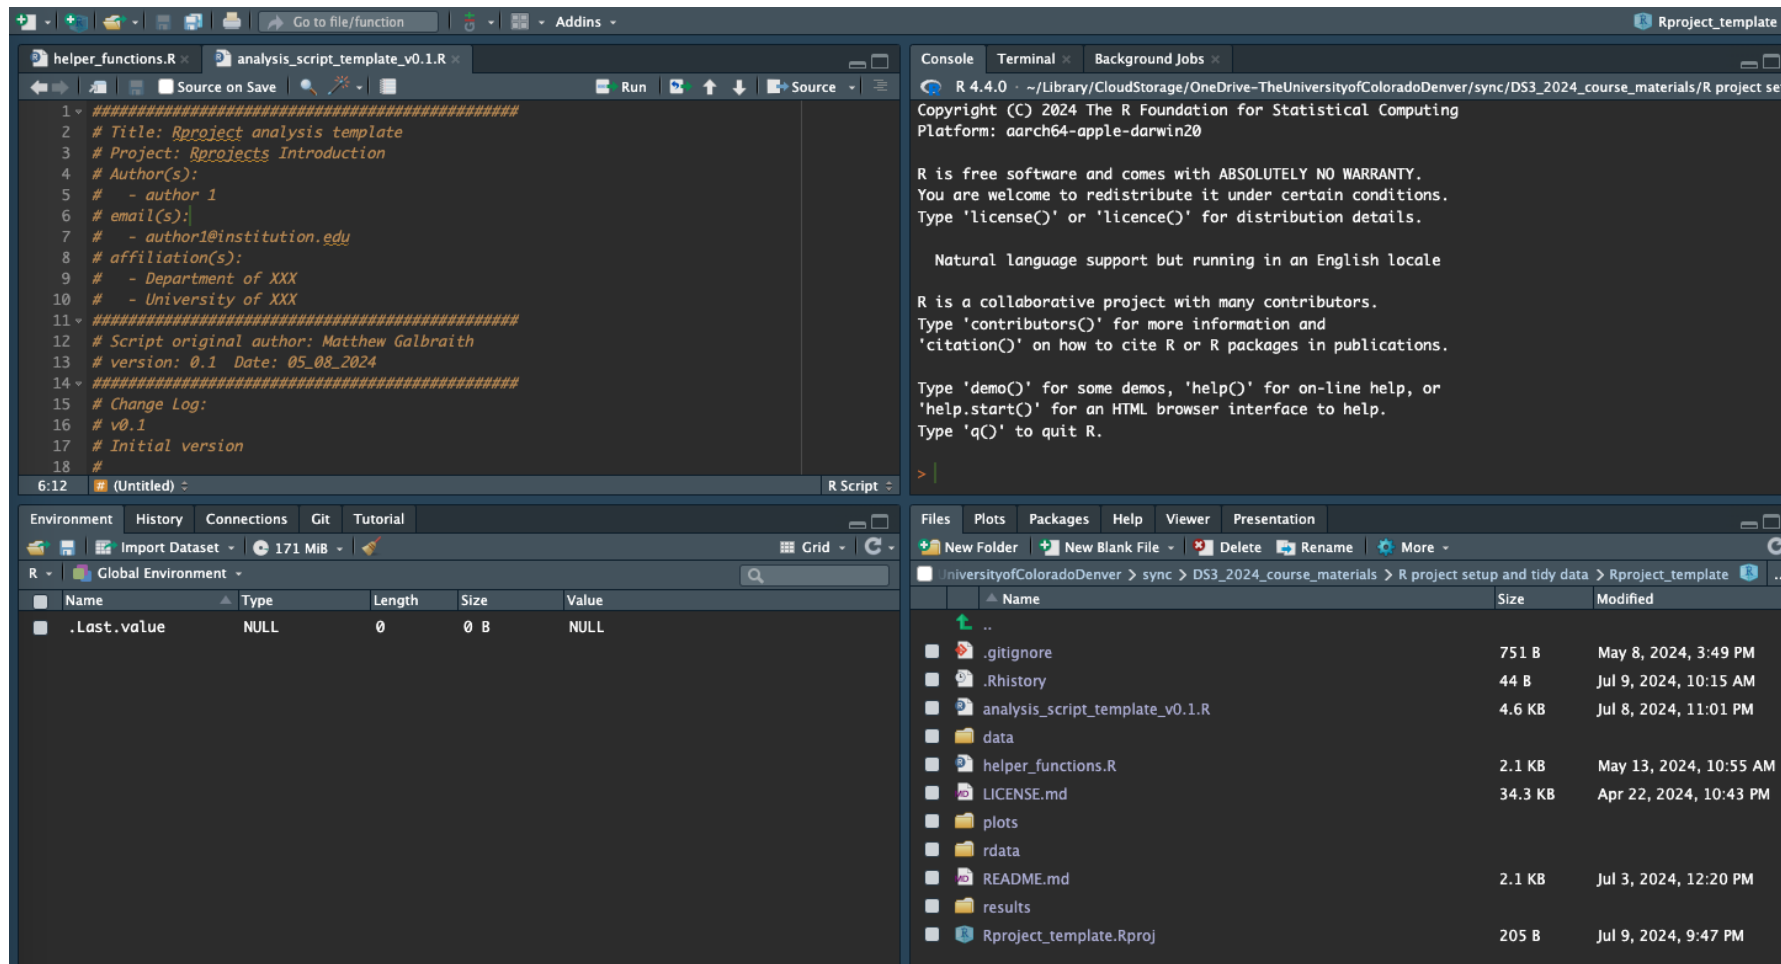 Go to file/function
Addins
Rproject_template
helper_functions.R
analysis_script_template_v0.1.R
Source on Save
Run
Source
1 ###############################################
2 # Title: Rproject analysis template
3 # Project: Rprojects Introduction
4 # Author(s):
5 #   - author 1
6 # email(s):
7 #   - author1@institution.edu
8 # affiliation(s):
9 #   - Department of XXX
10 #   - University of XXX
11 ###############################################
12 # Script original author: Matthew Galbraith
13 # version: 0.1  Date: 05_08_2024
14 ###############################################
15 # Change Log:
16 # v0.1
17 # Initial version
18 #
6:12 # (Untitled) R Script
Console Terminal Background Jobs
R 4.4.0 · ~/Library/CloudStorage/OneDrive-TheUniversityofColoradoDenver/sync/DS3_2024_course_materials/R project se
Copyright (C) 2024 The R Foundation for Statistical Computing
Platform: aarch64-apple-darwin20
R is free software and comes with ABSOLUTELY NO WARRANTY.
You are welcome to redistribute it under certain conditions.
Type 'license()' or 'licence()' for distribution details.
Natural language support but running in an English locale
R is a collaborative project with many contributors.
Type 'contributors()' for more information and
'citation()' on how to cite R or R packages in publications.
Type 'demo()' for some demos, 'help()' for on-line help, or
'help.start()' for an HTML browser interface to help.
Type 'q()' to quit R.
>
Environment History Connections Git Tutorial
Import Dataset 171 MiB Grid
R Global Environment
Name Type Length Size Value
.Last.value NULL 0 0 B NULL
Files Plots Packages Help Viewer Presentation
New Folder New Blank File Delete Rename More
UniversityofColoradoDenver > sync > DS3_2024_course_materials > R project setup and tidy data > Rproject_template ...
Name Size Modified
..
.gitignore 751 B May 8, 2024, 3:49 PM
.Rhistory 44 B Jul 9, 2024, 10:15 AM
analysis_script_template_v0.1.R 4.6 KB Jul 8, 2024, 11:01 PM
data
helper_functions.R 2.1 KB May 13, 2024, 10:55 AM
LICENSE.md 34.3 KB Apr 22, 2024, 10:43 PM
plots
rdata
README.md 2.1 KB Jul 3, 2024, 12:20 PM
results
Rproject_template.Rproj 205 B Jul 9, 2024, 9:47 PM